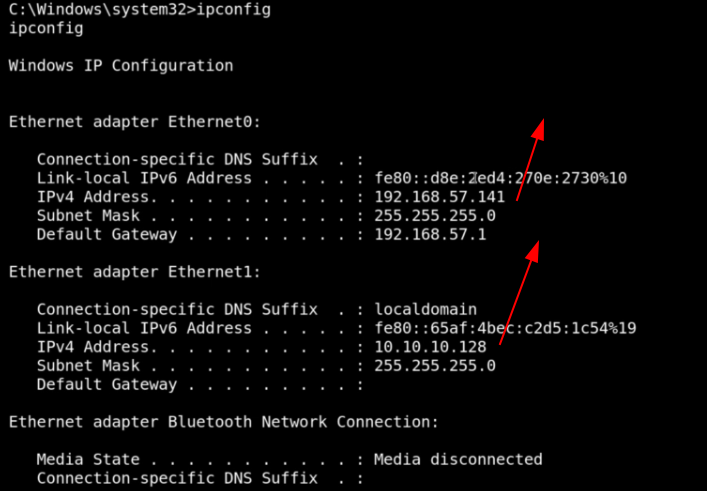 C:\Windows\system32>ipconfig
ipconfig
Windows IP Configuration
Ethernet adapter Ethernet0:
Connection-specific DNS Suffix  . :
Link-local IPv6 Address . . . . . : fe80::d8e:2ed4:270e:2730%10
IPv4 Address. . . . . . . . . . . : 192.168.57.141
Subnet Mask . . . . . . . . . . . : 255.255.255.0
Default Gateway . . . . . . . . . : 192.168.57.1
Ethernet adapter Ethernet1:
Connection-specific DNS Suffix  . : localdomain
Link-local IPv6 Address . . . . . : fe80::65af:4bec:c2d5:1c54%19
IPv4 Address. . . . . . . . . . . : 10.10.10.128
Subnet Mask . . . . . . . . . . . : 255.255.255.0
Default Gateway . . . . . . . . . :
Ethernet adapter Bluetooth Network Connection:
Media State . . . . . . . . . . . : Media disconnected
Connection-specific DNS Suffix  . :